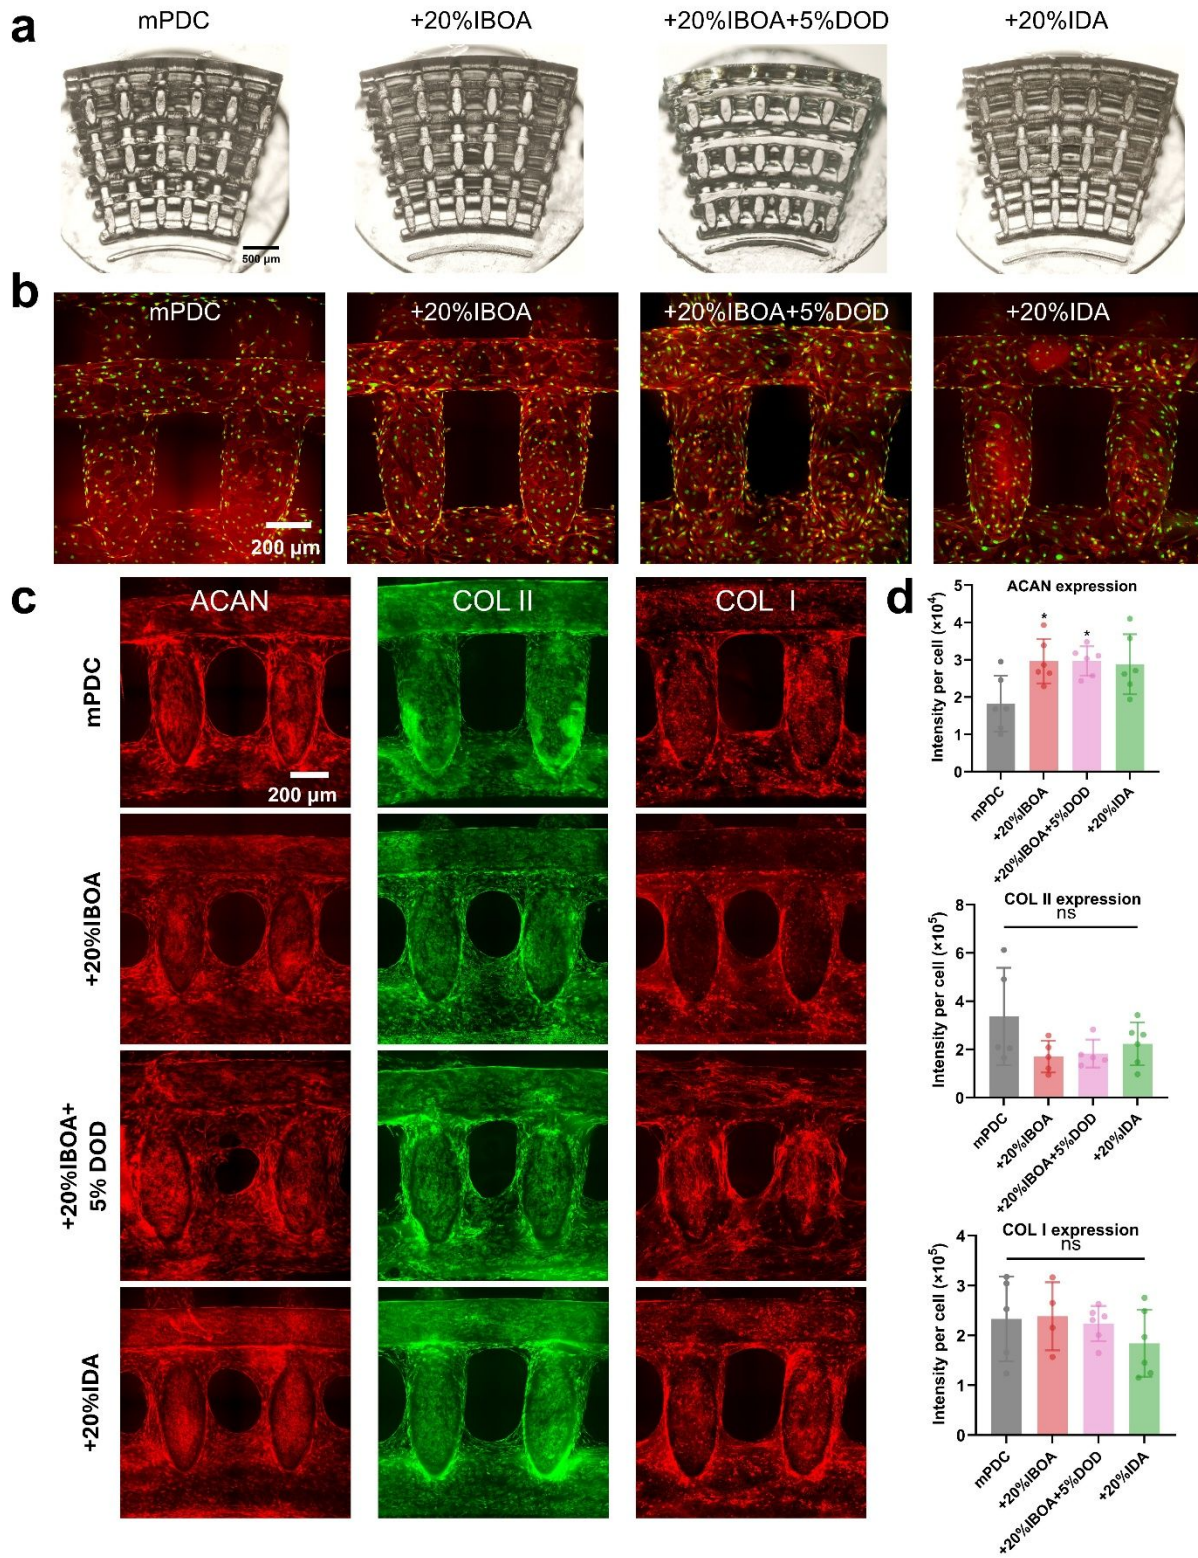 a
mPDC
+20%IBOA
+20%IBOA+5%DOD
+20%IDA
500 µm
b
mPDC
+20%IBOA
+20%IBOA+5%DOD
+20%IDA
200 µm
c
ACAN
COL II
COL I
mPDC
200 µm
+20%IBOA
+20%IBOA+
5% DOD
+20%IDA
d
ACAN expression
Intensity per cell (×10⁴)
5
4
3
2
1
0
*
*
mPDC
+20%IBOA
+20%IBOA+5%DOD
+20%IDA
COL II expression
ns
Intensity per cell (×10⁵)
8
6
4
2
0
mPDC
+20%IBOA
+20%IBOA+5%DOD
+20%IDA
COL I expression
ns
Intensity per cell (×10⁵)
4
3
2
1
0
mPDC
+20%IBOA
+20%IBOA+5%DOD
+20%IDA